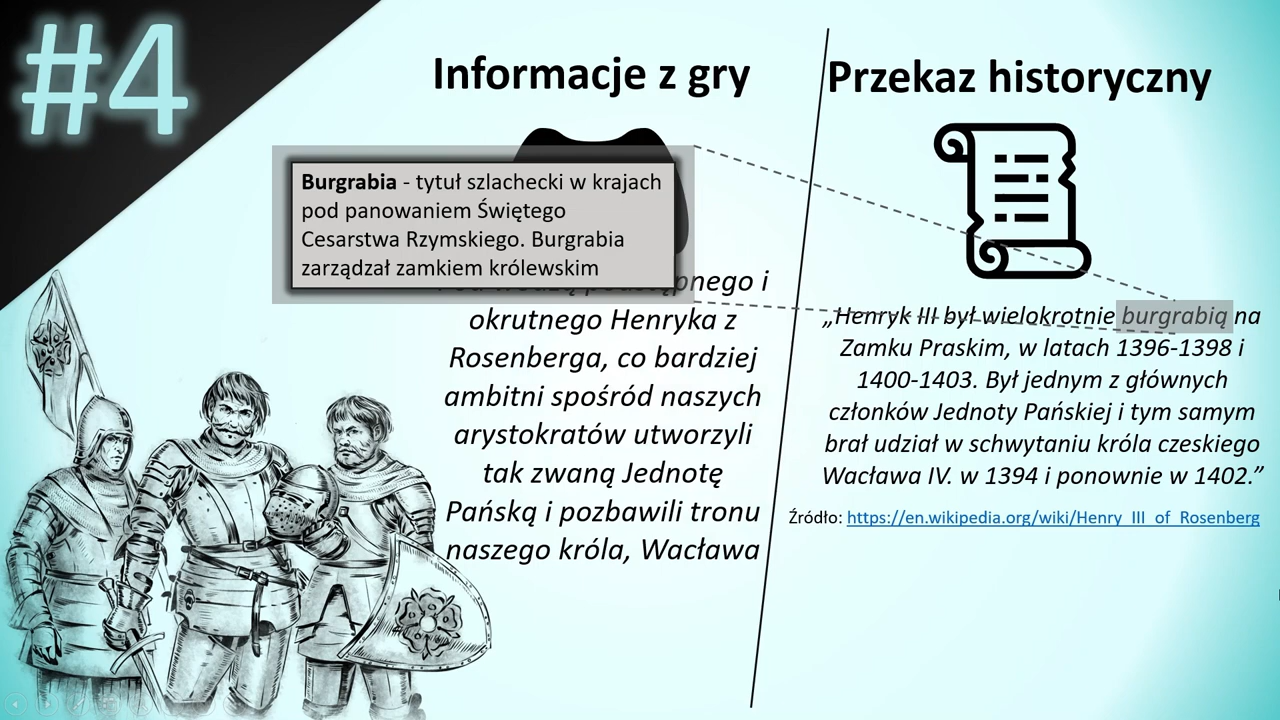 #4
Informacje z gry
Burgrabia - tytuł szlachecki w krajach
pod panowaniem Świętego
Cesarstwa Rzymskiego. Burgrabia
zarządzał zamkiem królewskim
i
okrutnego Henryka z
Rosenberga, co bardziej
ambitni spośród naszych
arystokratów utworzyli
tak zwaną Jednotę
Pańską i pozbawili tronu
naszego króla, Wacława
Przekaz historyczny
„Henryk III był wielokrotnie burgrabią na
Zamku Praskim, w latach 1396-1398 i
1400-1403. Był jednym z głównych
członków Jednoty Pańskiej i tym samym
brał udział w schwytaniu króla czeskiego
Wacława IV. w 1394 i ponownie w 1402.”
Źródło: https://en.wikipedia.org/wiki/Henry_III_of_Rosenberg